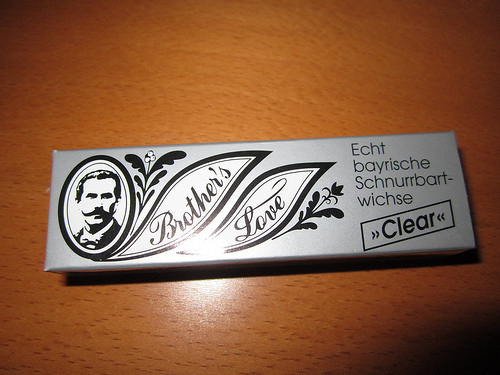 Brother's
Love
Echt
bayrische
Schnurrbart-
wichse
»Clear«